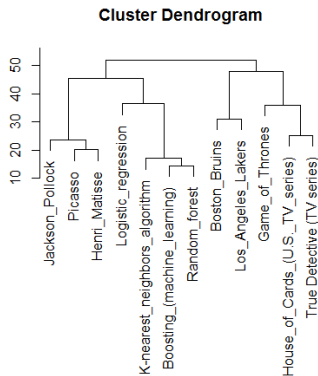 Cluster Dendrogram
50
40
30
20
10
Jackson_Pollock
Picasso
Henri_Matisse
Logistic_regression
K-nearest_neighbors_algorithm
Boosting_(machine_learning)
Random_forest
Boston_Bruins
Los_Angeles_Lakers
Game_of_Thrones
House_of_Cards_(U.S._TV_series)
True Detective (TV series)